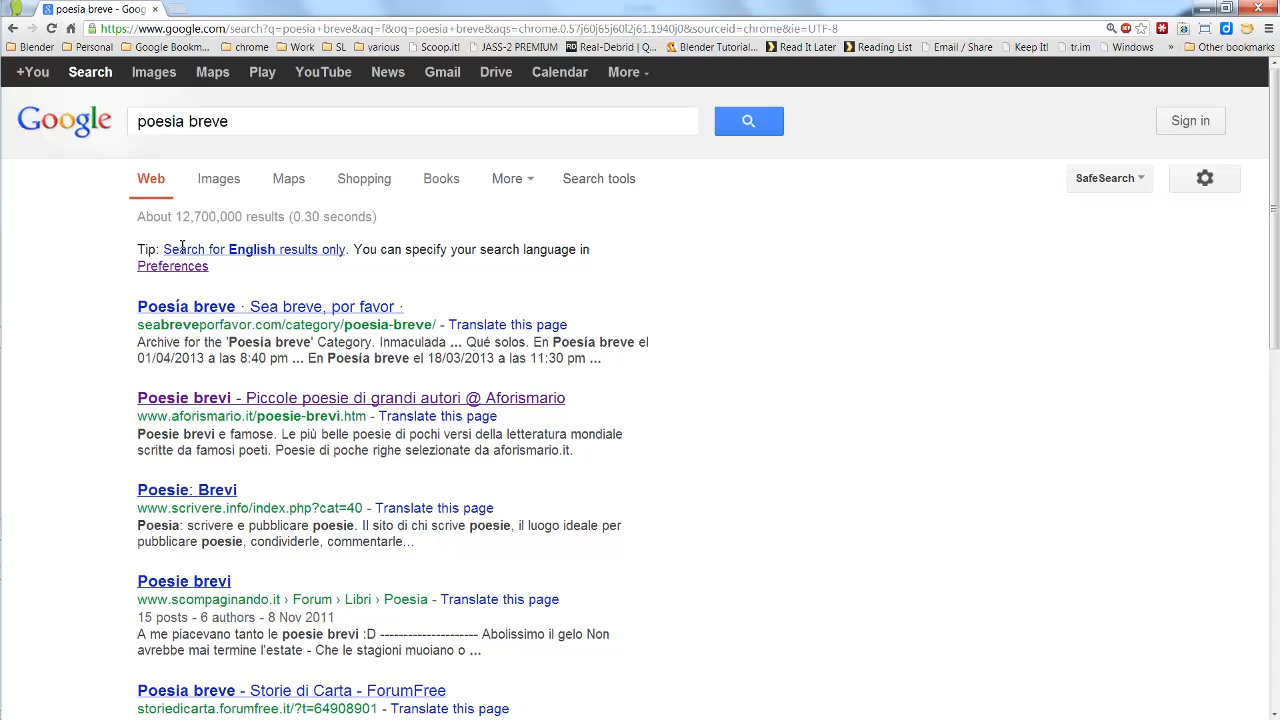 poesia breve - Goog
https://www.google.com/search?q=poesia+breve&aq=f&oq=poesia+breve&aqs=chrome.0.57j60j65j60l2j61.1940j0&sourceid=chrome&ie=UTF-8
Blender Personal Google Bookm... chrome Work SL various Scoop.it! JASS-2 PREMIUM Real-Debrid | Q... Blender Tutorial... Read It Later Reading List Email / Share Keep It! tr.im Windows » Other bookmarks
+You Search Images Maps Play YouTube News Gmail Drive Calendar More
Google poesia breve Sign in
Web Images Maps Shopping Books More Search tools SafeSearch
About 12,700,000 results (0.30 seconds)
Tip: Search for English results only. You can specify your search language in
Preferences
Poesía breve · Sea breve, por favor ·
seabreveporfavor.com/category/poesia-breve/ - Translate this page
Archive for the 'Poesía breve' Category. Inmaculada ... Qué solos. En Poesía breve el
01/04/2013 a las 8:40 pm ... En Poesía breve el 18/03/2013 a las 11:30 pm ...
Poesie brevi - Piccole poesie di grandi autori @ Aforismario
www.aforismario.it/poesie-brevi.htm - Translate this page
Poesie brevi e famose. Le più belle poesie di pochi versi della letteratura mondiale
scritte da famosi poeti. Poesie di poche righe selezionate da aforismario.it.
Poesie: Brevi
www.scrivere.info/index.php?cat=40 - Translate this page
Poesia: scrivere e pubblicare poesie. Il sito di chi scrive poesie, il luogo ideale per
pubblicare poesie, condividerle, commentarle...
Poesie brevi
www.scompaginando.it › Forum › Libri › Poesia - Translate this page
15 posts - 6 authors - 8 Nov 2011
A me piacevano tanto le poesie brevi :D ---------------------- Abolissimo il gelo Non
avrebbe mai termine l'estate - Che le stagioni muoiano o ...
Poesia breve - Storie di Carta - ForumFree
storiedicarta.forumfree.it/?t=64908901 - Translate this page